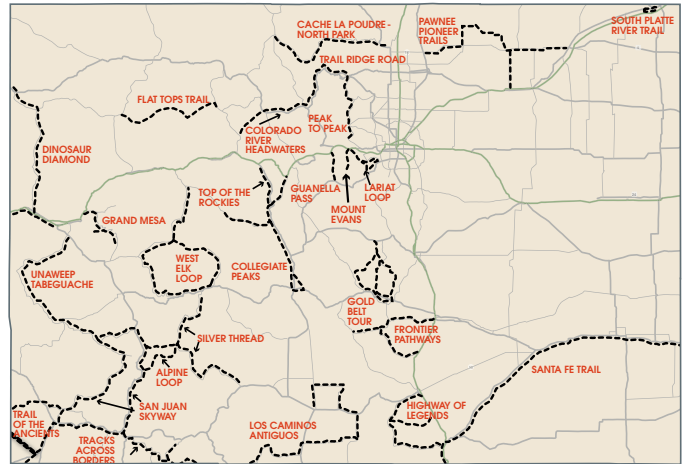 CACHE LA POUDRE -
NORTH PARK
PAWNEE
PIONEER
TRAILS
SOUTH PLATTE
RIVER TRAIL
TRAIL RIDGE ROAD
FLAT TOPS TRAIL
PEAK
TO PEAK
COLORADO
RIVER
HEADWATERS
DINOSAUR
DIAMOND
TOP OF THE
ROCKIES
GUANELLA
PASS
LARIAT
LOOP
MOUNT
EVANS
GRAND MESA
WEST
ELK
LOOP
COLLEGIATE
PEAKS
UNAWEEP
TABEGUACHE
GOLD
BELT
TOUR
FRONTIER
PATHWAYS
SILVER THREAD
ALPINE
LOOP
SANTA FE TRAIL
SAN JUAN
SKYWAY
HIGHWAY OF
LEGENDS
TRAIL
OF THE
ANCIENTS
LOS CAMINOS
ANTIGUOS
TRACKS
ACROSS
BORDERS